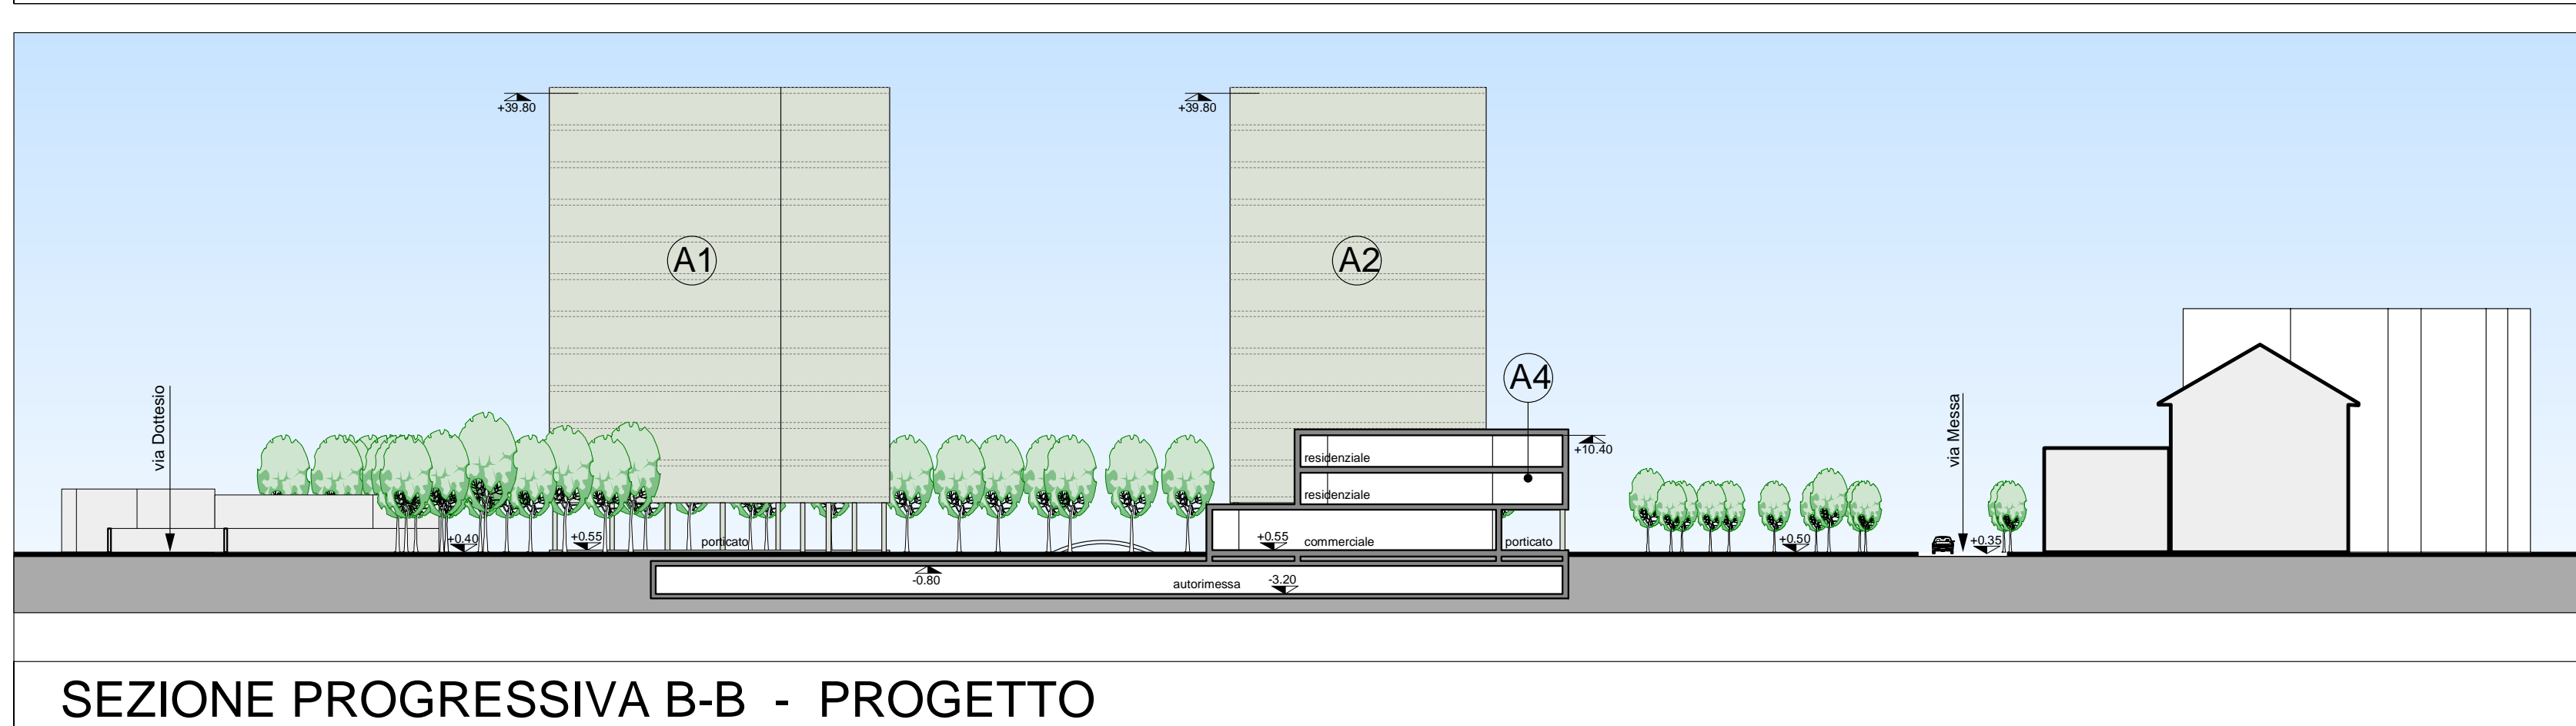 +39.80
+39.80
A1
A2
A4
via Dottesio
via Messa
residenziale
+10.40
residenziale
+0.40
+0.55
porticato
+0.55
commerciale
porticato
+0.50
+0.35
-0.80
autorimessa
-3.20
SEZIONE PROGRESSIVA B-B - PROGETTO